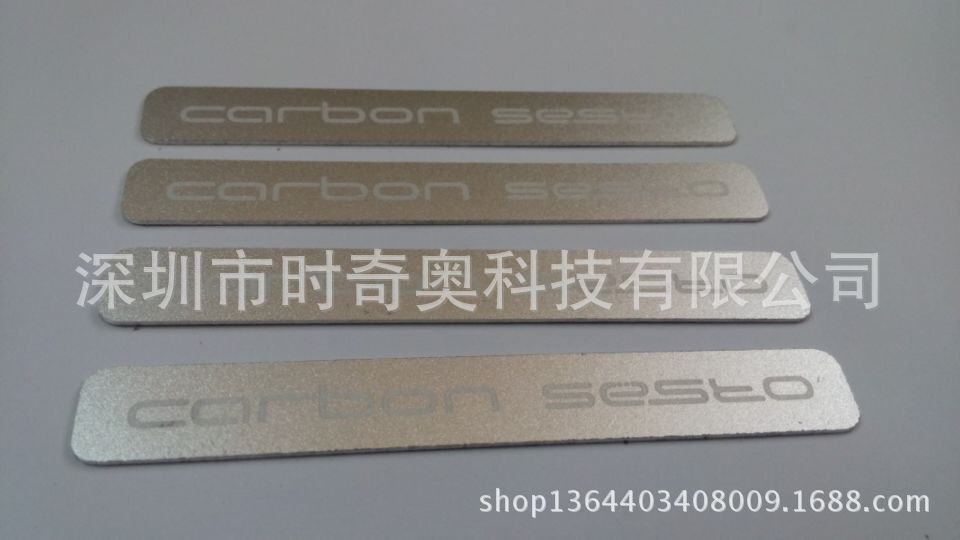 carbon sesto
carbon sesto
深圳市时奇奥科技有限公司
sto
carbon sesto
shop1364403408009.1688.com